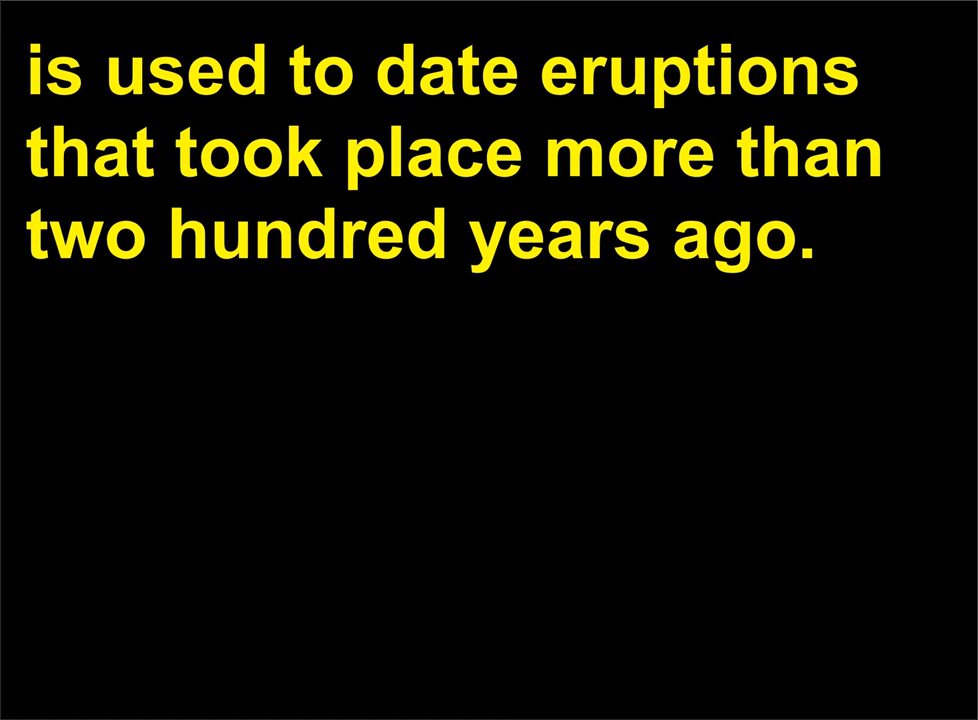 is used to date eruptions
that took place more than
two hundred years ago.